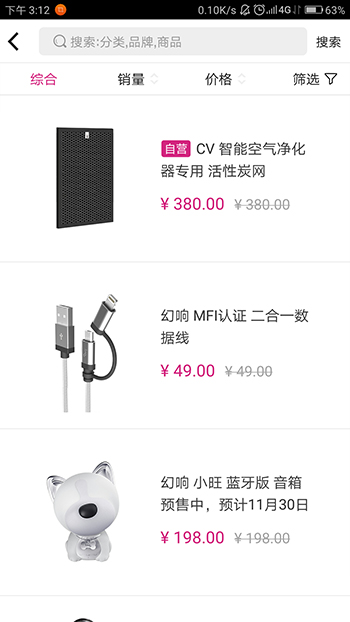 下午 3:12 0.10K/s 4G 63%
搜索:分类,品牌,商品 搜索
综合 销量 价格 筛选
自营 CV 智能空气净化
器专用 活性炭网
¥ 380.00 ¥ 380.00
幻响 MFI认证 二合一数
据线
¥ 49.00 ¥ 49.00
幻响 小旺 蓝牙版 音箱
预售中，预计11月30日
¥ 198.00 ¥ 198.00